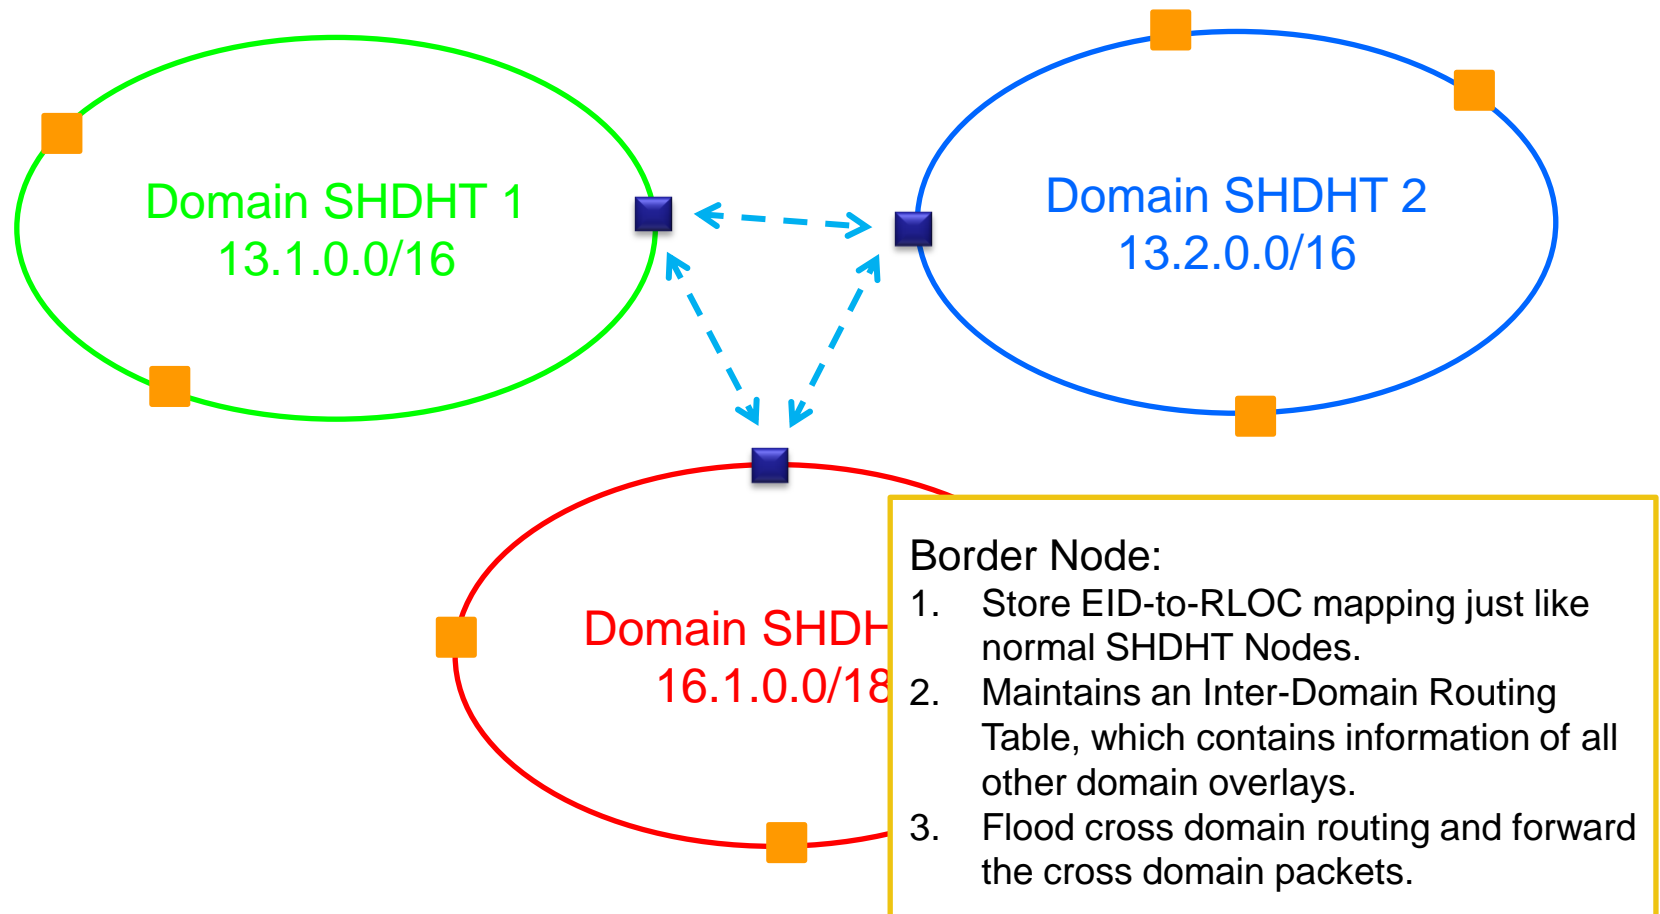 Domain SHDHT 1
13.1.0.0/16
Domain SHDHT 2
13.2.0.0/16
Domain
16.1.0.0/18
Border Node:
1. Store EID-to-RLOC mapping just like
normal SHDHT Nodes.
2. Maintains an Inter-Domain Routing
Table, which contains information of all
other domain overlays.
3. Flood cross domain routing and forward
the cross domain packets.